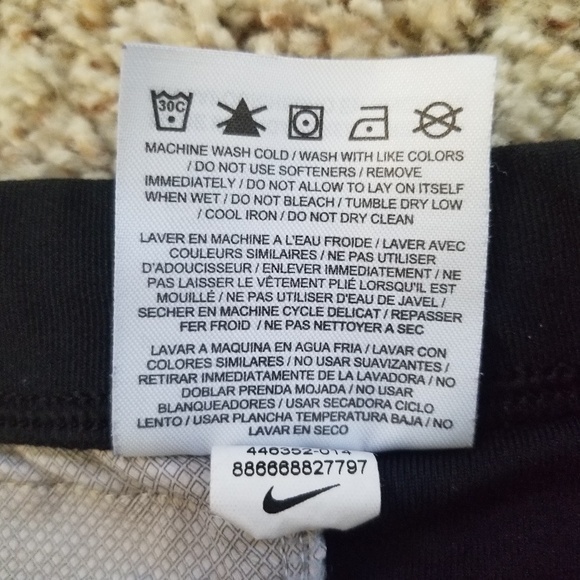 30C
MACHINE WASH COLD / WASH WITH LIKE COLORS
/ DO NOT USE SOFTENERS / REMOVE
IMMEDIATELY / DO NOT ALLOW TO LAY ON ITSELF
WHEN WET / DO NOT BLEACH / TUMBLE DRY LOW
/ COOL IRON / DO NOT DRY CLEAN
LAVER EN MACHINE A L'EAU FROIDE / LAVER AVEC
COULEURS SIMILAIRES / NE PAS UTILISER
D'ADOUCISSEUR / ENLEVER IMMEDIATEMENT / NE
PAS LAISSER LE VÊTEMENT PLIÉ LORSQU'IL EST
MOUILLÉ / NE PAS UTILISER D'EAU DE JAVEL /
SECHER EN MACHINE CYCLE DELICAT / REPASSER
FER FROID / NE PAS NETTOYER A SEC
LAVAR A MAQUINA EN AGUA FRIA / LAVAR CON
COLORES SIMILARES / NO USAR SUAVIZANTES /
RETIRAR INMEDIATAMENTE DE LA LAVADORA / NO
DOBLAR PRENDA MOJADA / NO USAR
BLANQUEADORES / USAR SECADORA CICLO
LENTO / USAR PLANCHA TEMPERATURA BAJA / NO
LAVAR EN SECO
446352-014
886668827797